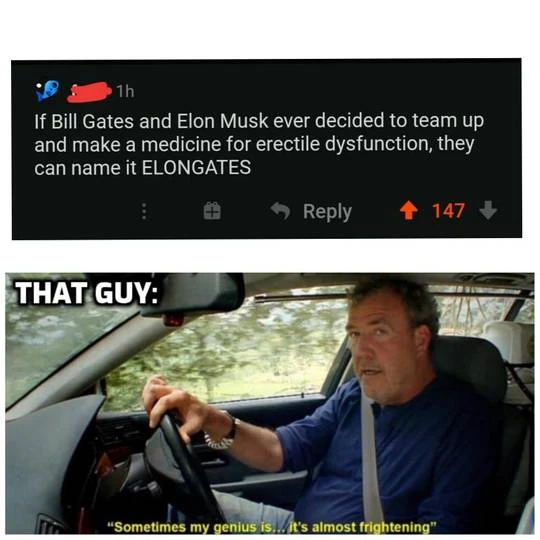 1h
If Bill Gates and Elon Musk ever decided to team up
and make a medicine for erectile dysfunction, they
can name it ELONGATES
Reply 147
THAT GUY:
“Sometimes my genius is... it's almost frightening”